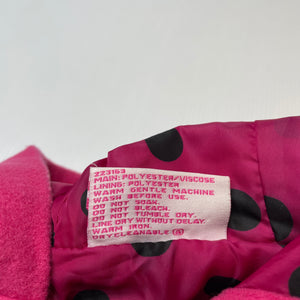 223163
MAIN: POLYESTER/VISCOSE
LINING: POLYESTER
WARM GENTLE MACHINE
WASH BEFORE USE.
DO NOT SOAK.
DO NOT BLEACH.
DO NOT TUMBLE DRY.
LINE DRY WITHOUT DELAY.
WARM IRON.
DRYCLEANABLE Ⓐ